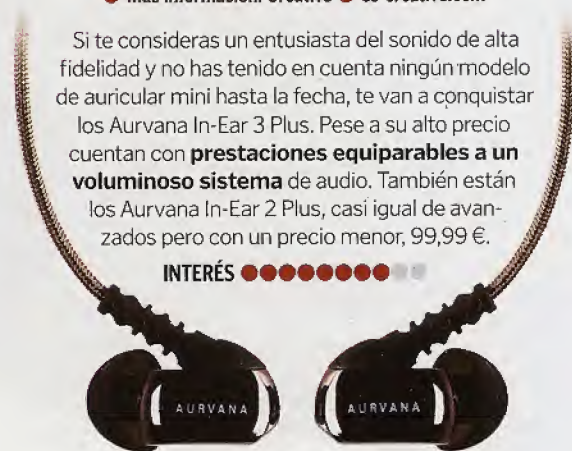 Si te consideras un entusiasta del sonido de alta
fidelidad y no has tenido en cuenta ningún modelo
de auricular mini hasta la fecha, te van a conquistar
los Aurvana In-Ear 3 Plus. Pese a su alto precio
cuentan con prestaciones equiparables a un
voluminoso sistema de audio. También están
los Aurvana In-Ear 2 Plus, casi igual de avan-
zados pero con un precio menor, 99,99 €.
INTERÉS
AURVANA AURVANA